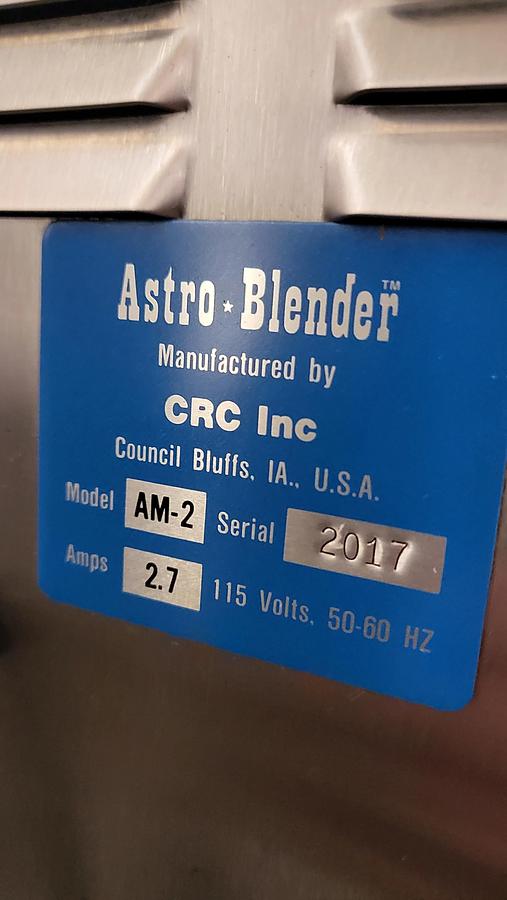 Astro★Blender™
Manufactured by
CRC Inc
Council Bluffs, IA., U.S.A.
Model AM-2 Serial 2017
Amps 2.7 115 Volts, 50-60 HZ